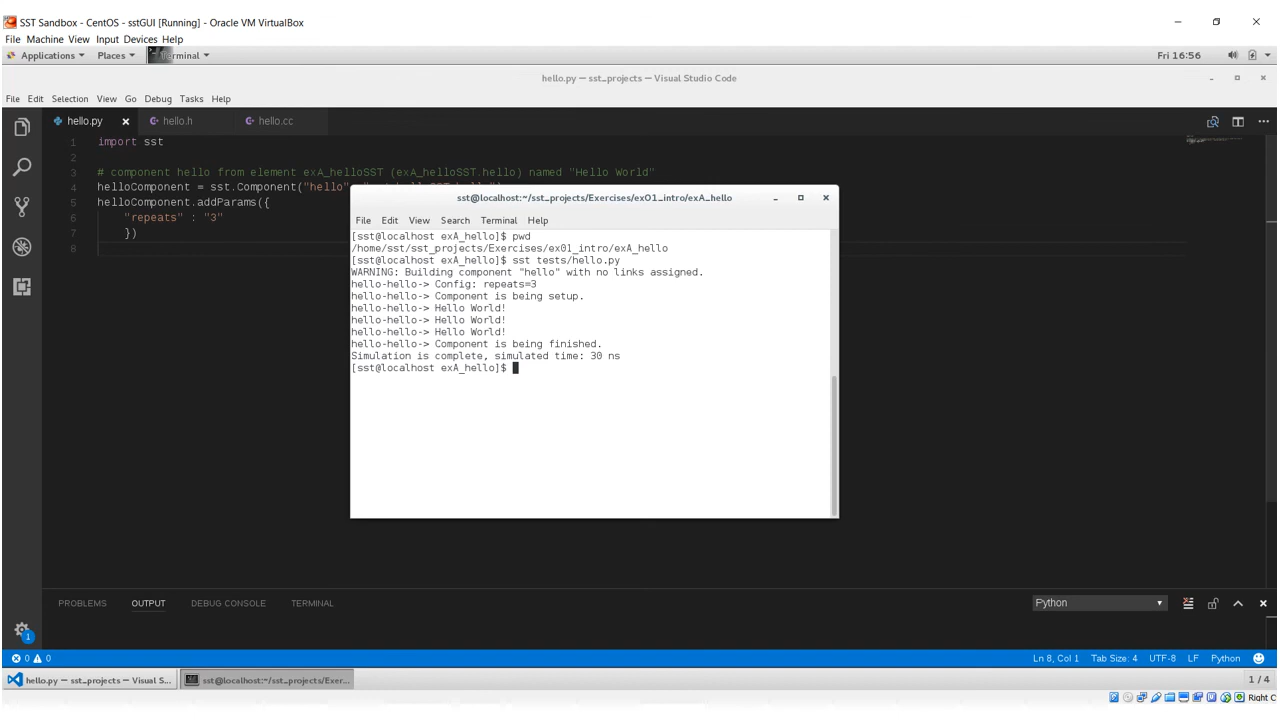 SST Sandbox - CentOS - sstGUI [Running] - Oracle VM VirtualBox
File Machine View Input Devices Help
Applications Places Terminal Fri 16:56
hello.py — sst_projects — Visual Studio Code
File Edit Selection View Go Debug Tasks Help
hello.py hello.h hello.cc
1 import sst
2
3 # component hello from element exA_helloSST (exA_helloSST.hello) named "Hello World"
4 helloComponent = sst.Component("hello"
5 helloComponent.addParams({
6 "repeats" : "3"
7 })
8
sst@localhost:~/sst_projects/Exercises/ex01_intro/exA_hello
File Edit View Search Terminal Help
[sst@localhost exA_hello]$ pwd
/home/sst/sst_projects/Exercises/ex01_intro/exA_hello
[sst@localhost exA_hello]$ sst tests/hello.py
WARNING: Building component "hello" with no links assigned.
hello-hello-> Config: repeats=3
hello-hello-> Component is being setup.
hello-hello-> Hello World!
hello-hello-> Hello World!
hello-hello-> Hello World!
hello-hello-> Component is being finished.
Simulation is complete, simulated time: 30 ns
[sst@localhost exA_hello]$
PROBLEMS OUTPUT DEBUG CONSOLE TERMINAL Python
1
0 0 Ln 8, Col 1 Tab Size: 4 UTF-8 LF Python
hello.py — sst_projects — Visual S... sst@localhost:~/sst_projects/Exer... 1 / 4
Right C